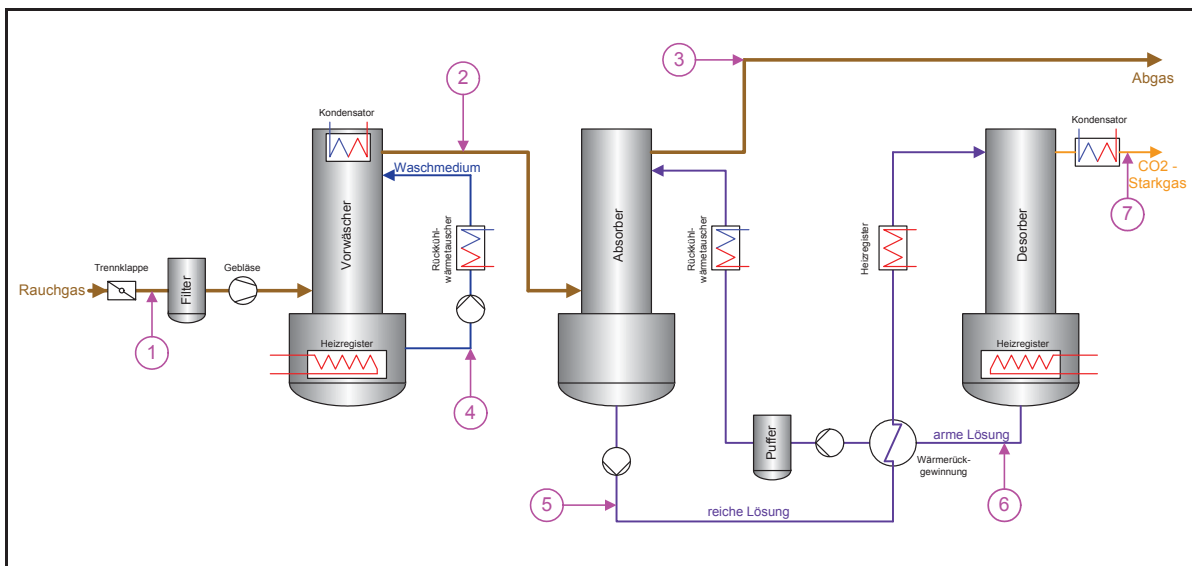 3
Abgas
2
Kondensator
Kondensator
Waschmedium
CO2 -
Starkgas
7
Vorwäscher
Rückkühl-
wärmetauscher
Absorber
Rückkühl-
wärmetauscher
Heizregister
Desorber
Trennklappe
Gebläse
Rauchgas
Filter
1
Heizregister
Heizregister
4
Puffer
arme Lösung
Wärmerück-
gewinnung
5
reiche Lösung
6